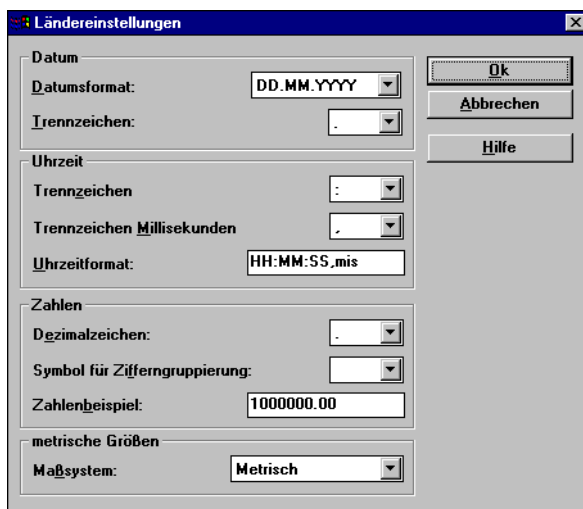 Ländereinstellungen
Datum
Datumsformat: DD.MM.YYYY
Trennzeichen: .
Uhrzeit
Trennzeichen :
Trennzeichen Millisekunden ,
Uhrzeitformat: HH:MM:SS,mis
Zahlen
Dezimalzeichen: .
Symbol für Zifferngruppierung:
Zahlenbeispiel: 1000000.00
metrische Größen
Maßsystem: Metrisch
Ok
Abbrechen
Hilfe